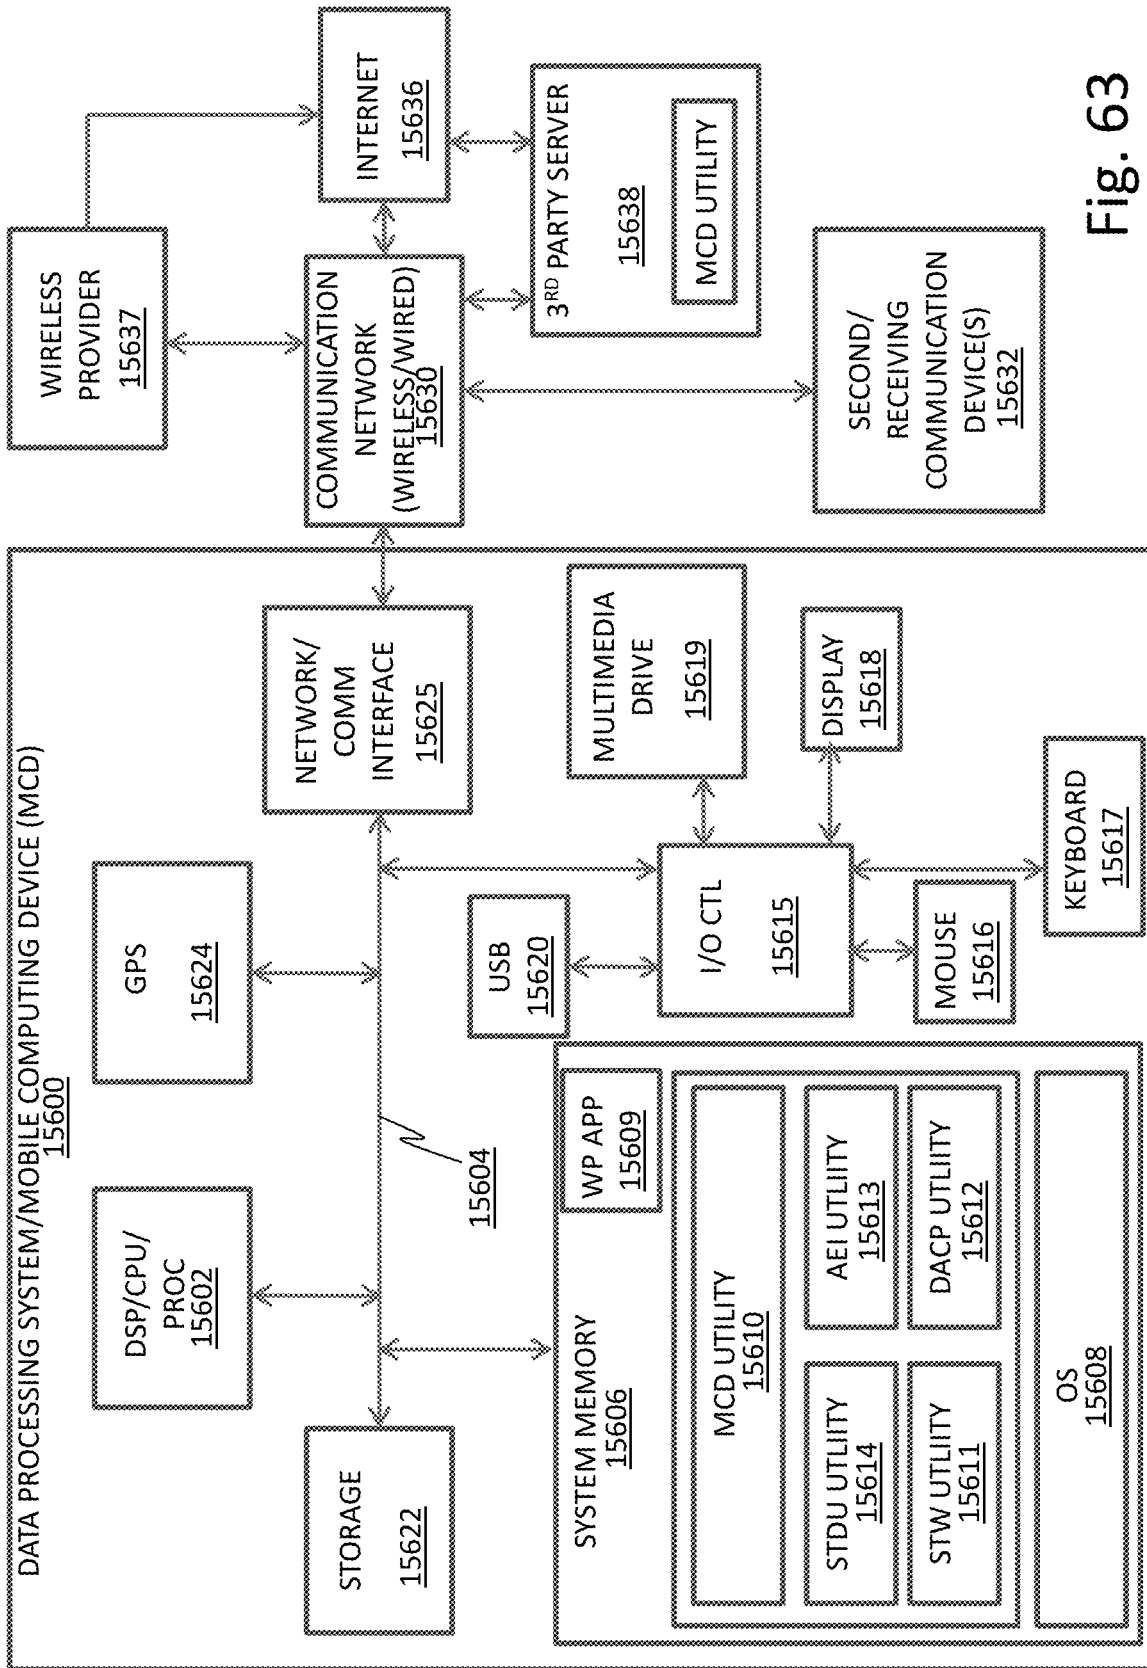 DATA PROCESSING SYSTEM/MOBILE COMPUTING DEVICE (MCD)
15600
STORAGE
15622
DSP/CPU/
PROC
15602
GPS
15624
NETWORK/
COMM
INTERFACE
15625
15604
SYSTEM MEMORY
15606
WP APP
15609
MCD UTILITY
15610
STDU UTLIITY
15614
AEI UTLIITY
15613
STW UTLIITY
15611
DACP UTLIITY
15612
OS
15608
USB
15620
I/O CTL
15615
MOUSE
15616
KEYBOARD
15617
DISPLAY
15618
MULTIMEDIA
DRIVE
15619
WIRELESS
PROVIDER
15637
COMMUNICATION
NETWORK
(WIRELESS/WIRED)
15630
INTERNET
15636
3RD PARTY SERVER
15638
MCD UTILITY
SECOND/
RECEIVING
COMMUNICATION
DEVICE(S)
15632
Fig. 63